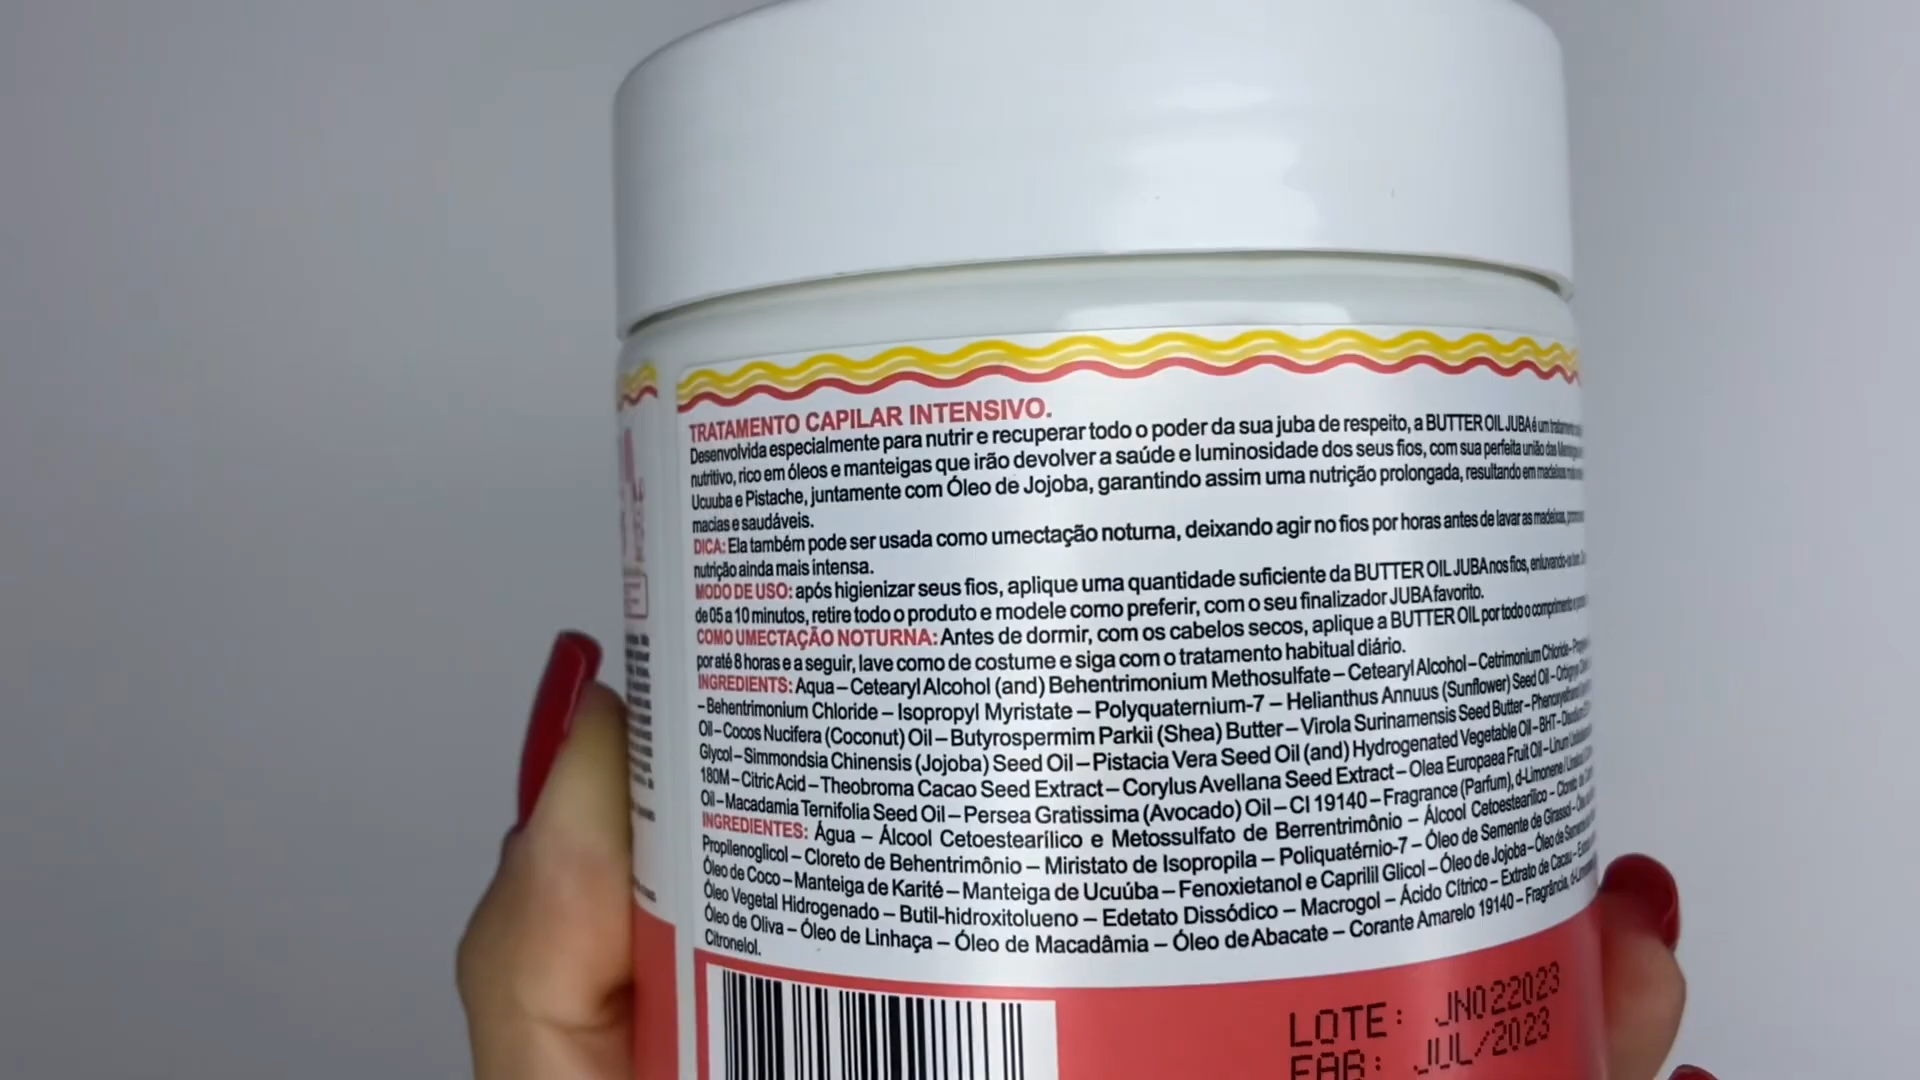 TRATAMENTO CAPILAR INTENSIVO.
Desenvolvida especialmente para nutrir e recuperar todo o poder da sua juba de respeito, a BUTTER OIL JUBA é um
nutritivo, rico em óleos e manteigas que irão devolver a saúde e luminosidade dos seus fios, com sua perfeita união das
Ucuuba e Pistache, juntamente com Óleo de Jojoba, garantindo assim uma nutrição prolongada, resultando em madeixas
macias e saudáveis.
DICA: Ela também pode ser usada como umectação noturna, deixando agir no fios por horas antes de lavar as madeixas,
nutrição ainda mais intensa.
MODO DE USO: após higienizar seus fios, aplique uma quantidade suficiente da BUTTER OIL JUBA nos fios,
de 05 a 10 minutos, retire todo o produto e modele como preferir, com o seu finalizador JUBA favorito.
COMO UMECTAÇÃO NOTURNA: Antes de dormir, com os cabelos secos, aplique a BUTTER OIL por todo o comprimento
por até 8 horas e a seguir, lave como de costume e siga com o tratamento habitual diário.
INGREDIENTS: Aqua – Cetearyl Alcohol (and) Behentrimonium Methosulfate – Cetearyl Alcohol – Cetrimonium Chloride –
– Behentrimonium Chloride – Isopropyl Myristate – Polyquaternium-7 – Helianthus Annuus (Sunflower) Seed Oil –
Oil – Cocos Nucifera (Coconut) Oil – Butyrospermim Parkii (Shea) Butter – Virola Surinamensis Seed Butter –
Glycol – Simmondsia Chinensis (Jojoba) Seed Oil – Pistacia Vera Seed Oil (and) Hydrogenated Vegetable Oil – BHT –
180M – Citric Acid – Theobroma Cacao Seed Extract – Corylus Avellana Seed Extract – Olea Europaea Fruit Oil – Linum
Oil – Macadamia Ternifolia Seed Oil – Persea Gratissima (Avocado) Oil – CI 19140 – Fragrance (Parfum), d-Limonene /
INGREDIENTES: Água – Álcool Cetoestearílico e Metossulfato de Berrentrimônio – Álcool Cetoestearílico –
Propilenoglicol – Cloreto de Behentrimônio – Miristato de Isopropila – Poliquatérnio-7 – Óleo de Semente de Girassol –
Óleo de Coco – Manteiga de Karité – Manteiga de Ucuúba – Fenoxietanol e Caprilil Glicol – Óleo de Jojoba – Óleo de
Óleo Vegetal Hidrogenado – Butil-hidroxitolueno – Edetato Dissódico – Macrogol – Ácido Cítrico – Extrato de Cacau –
Óleo de Oliva – Óleo de Linhaça – Óleo de Macadâmia – Óleo de Abacate – Corante Amarelo 19140 – Fragrância,
Citronelol.
LOTE: JN022023
FAB: JUL/2023